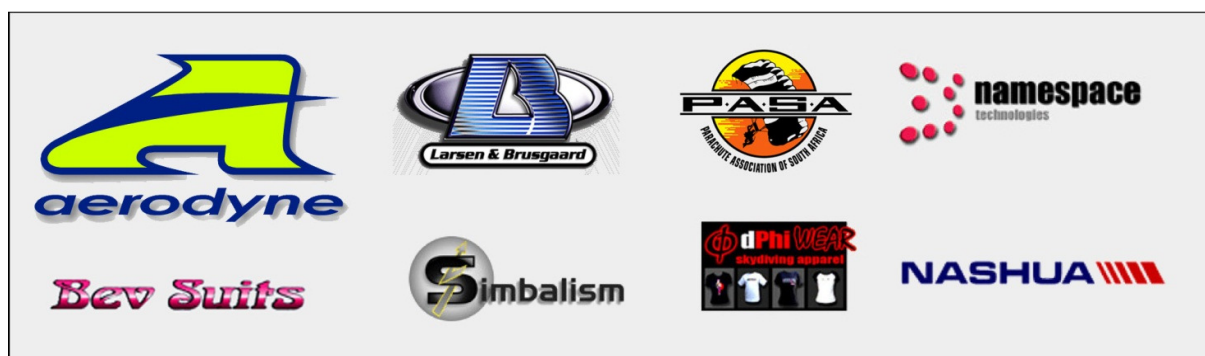 aerodyne
Larsen & Brusgaard
P.A.S.A
PARACHUTE ASSOCIATION OF SOUTH AFRICA
namespace
technologies
Bev Suits
Simbalism
dPhi WEAR
skydiving apparel
NASHUA